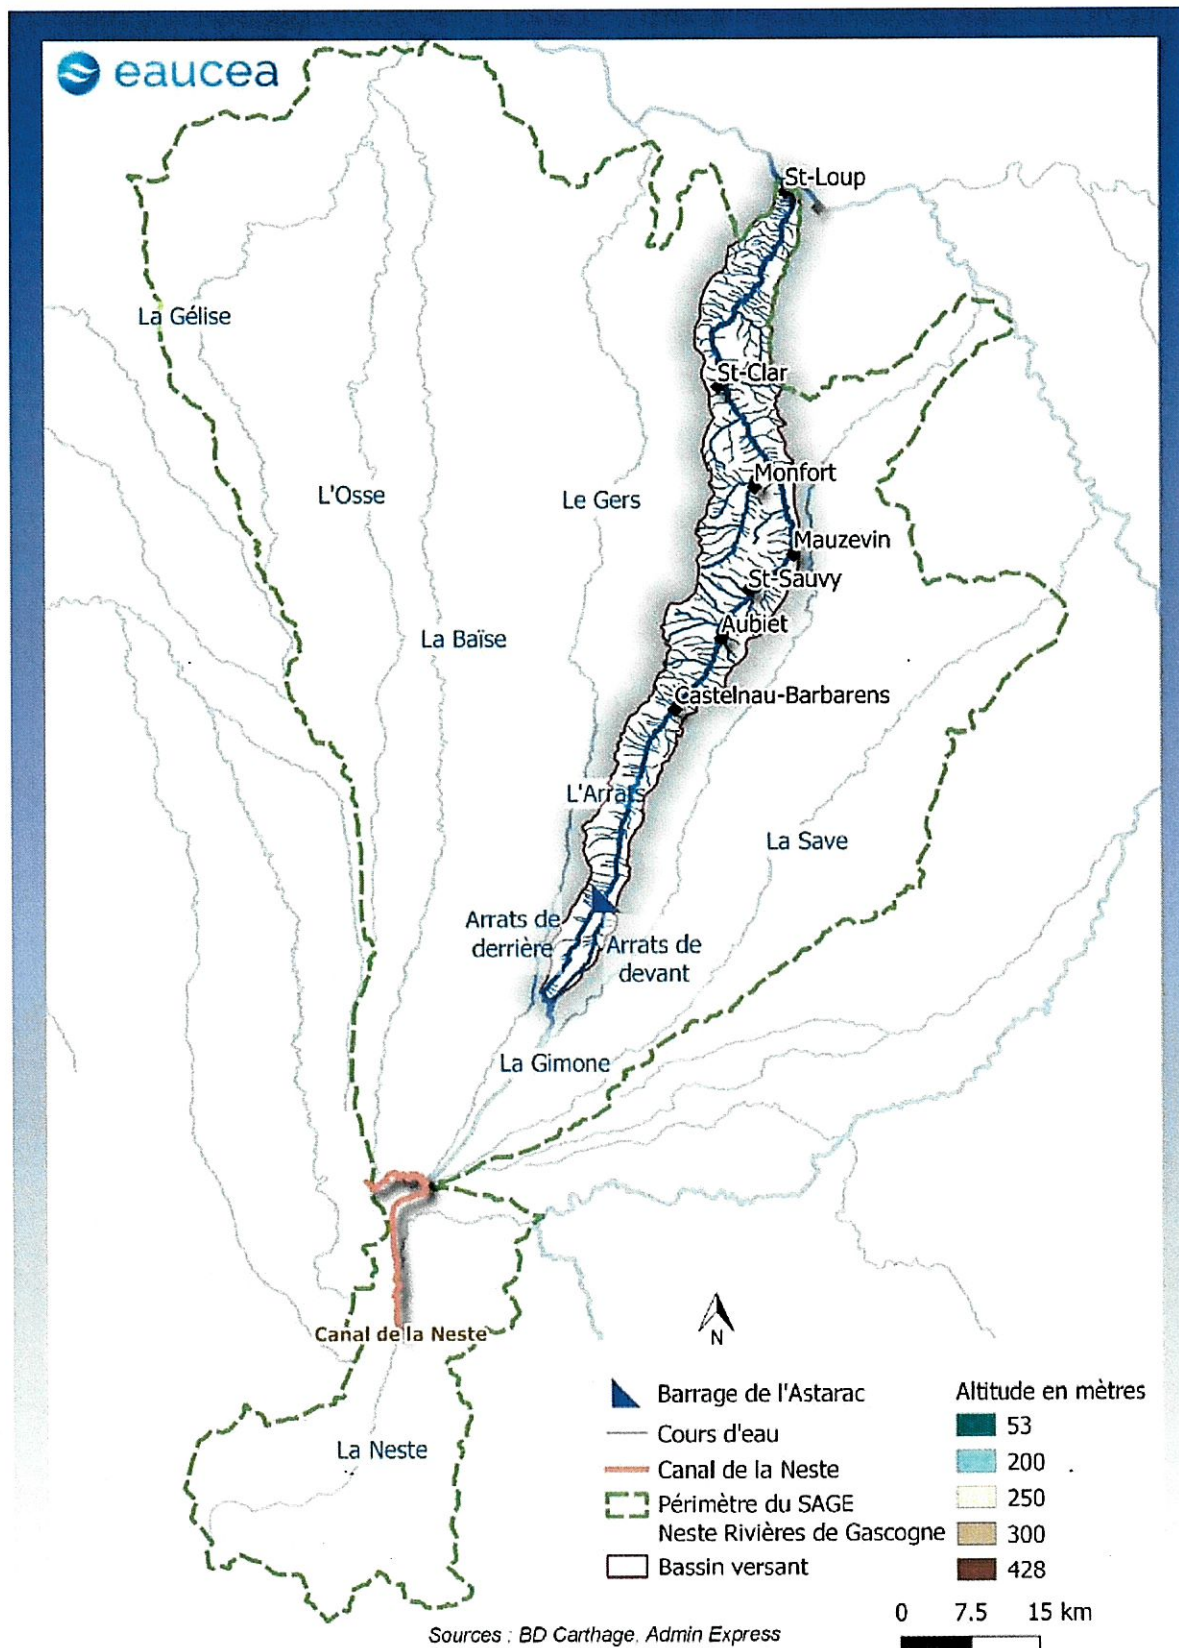 eaucea
St-Loup
La Gélise
St-Clar
Monfort
L'Osse
Le Gers
Mauzevin
St-Sauvy
Aubiet
La Baïse
Castelnau-Barbarens
L'Arrats
La Save
Arrats de
derrière
Arrats de
devant
La Gimone
Canal de la Neste
N
La Neste
Barrage de l'Astarac
Cours d'eau
Canal de la Neste
Périmètre du SAGE
Neste Rivières de Gascogne
Bassin versant
Altitude en mètres
53
200
250
300
428
0 7.5 15 km
Sources : BD Carthage, Admin Express